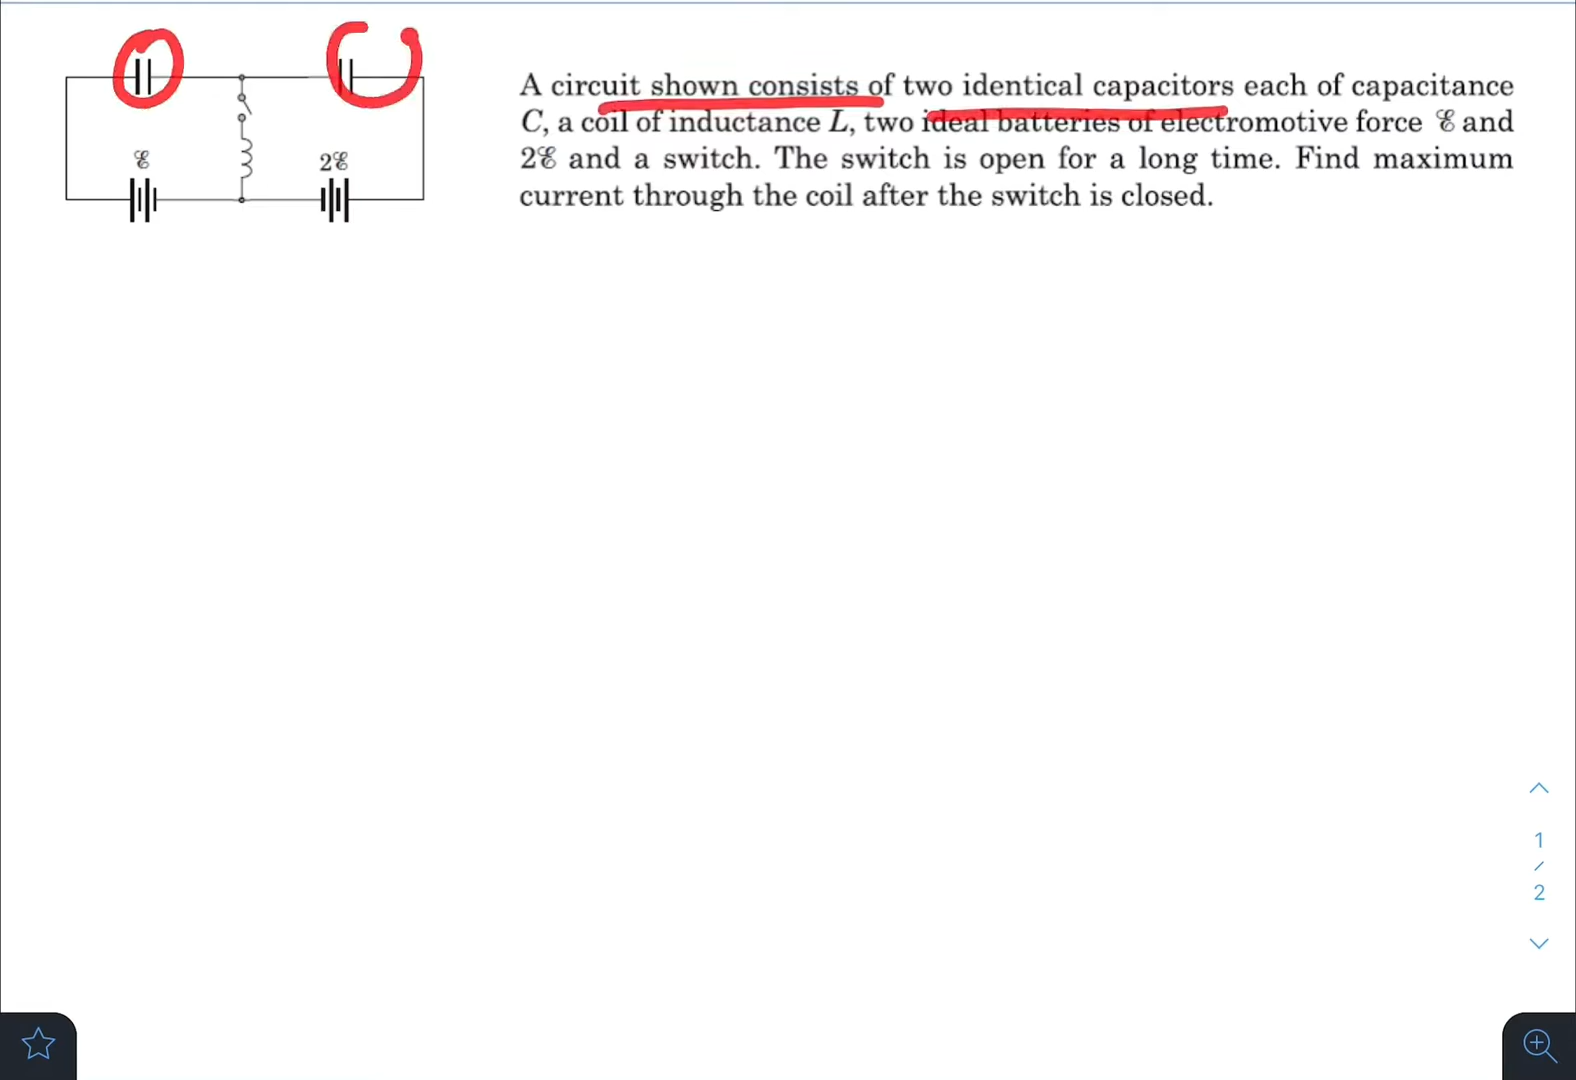 A circuit shown consists of two identical capacitors each of capacitance
C, a coil of inductance L, two ideal batteries of electromotive force ℰ and
2ℰ and a switch. The switch is open for a long time. Find maximum
current through the coil after the switch is closed.
ℰ
2ℰ
1
/
2